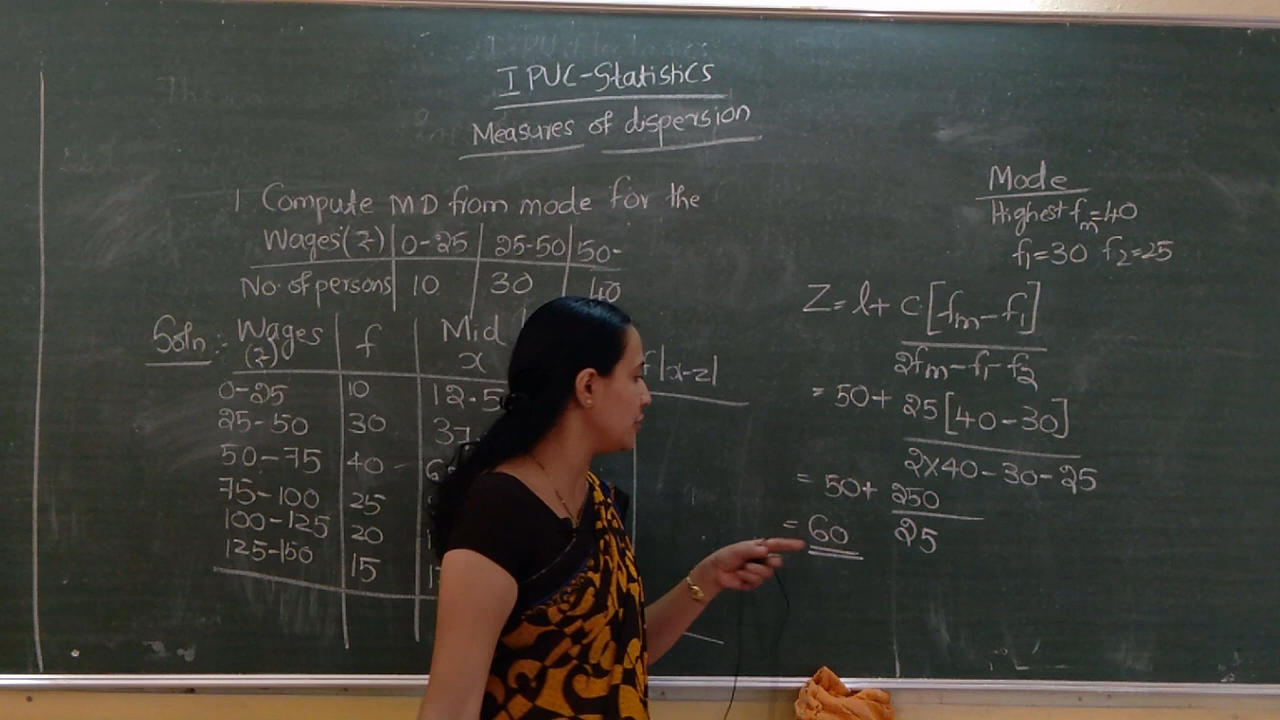 I PUC-Statistics
Measures of dispersion
1 Compute MD from mode for the
Wages(₹) 0-25 25-50 50-
No. of persons 10 30 40
Soln:- Wages (₹) f Mid x f|x-z|
0-25 10 12.5
25-50 30 37
50-75 40 6
75-100 25
100-125 20
125-150 15 1
Mode
Highest fm=40
f1=30 f2=25
Z = l+ c[fm-f1]
2fm-f1-f2
= 50+ 25[40-30]
2x40-30-25
= 50+ 250
25
= 60